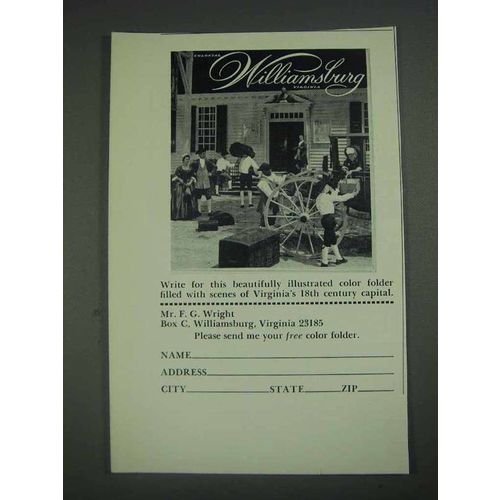 COLONIAL
Williamsburg
VIRGINIA
Write for this beautifully illustrated color folder
filled with scenes of Virginia's 18th century capital.
Mr. F. G. Wright
Box C, Williamsburg, Virginia 23185
Please send me your free color folder.
NAME
ADDRESS
CITY STATE ZIP